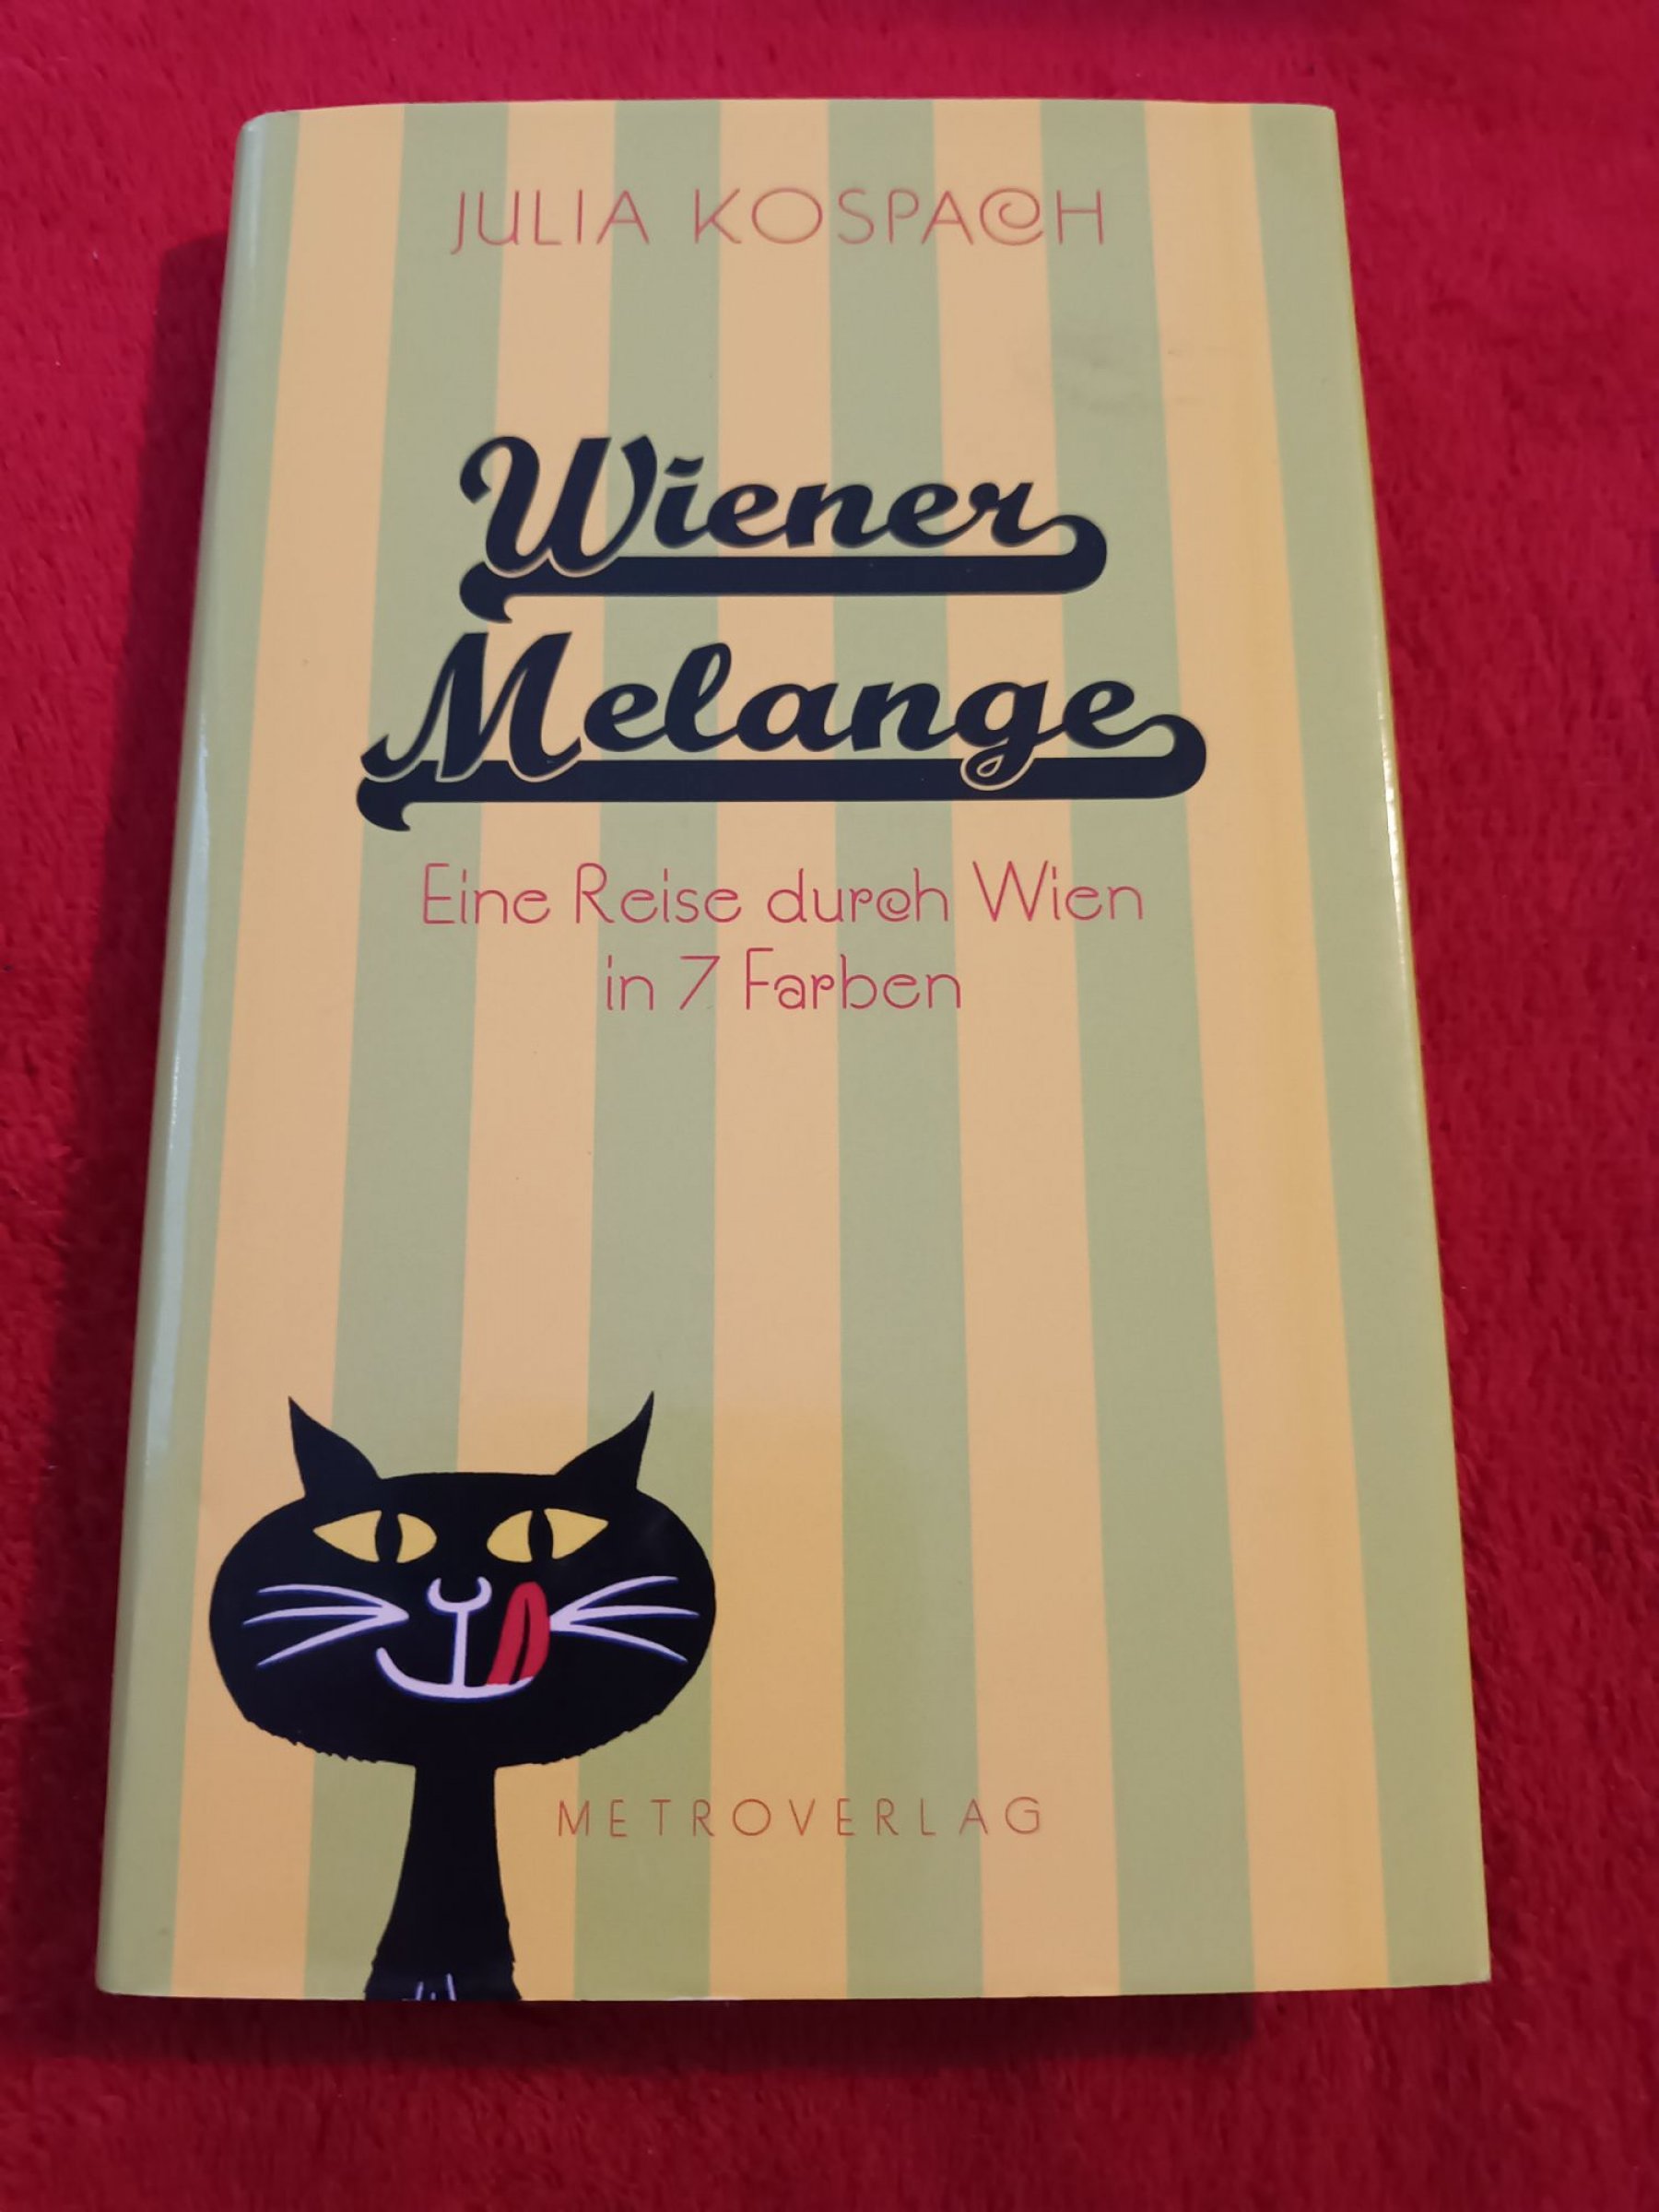 JULIA KOSPACH
Wiener
Melange
Eine Reise durch Wien
in 7 Farben
METROVERLAG